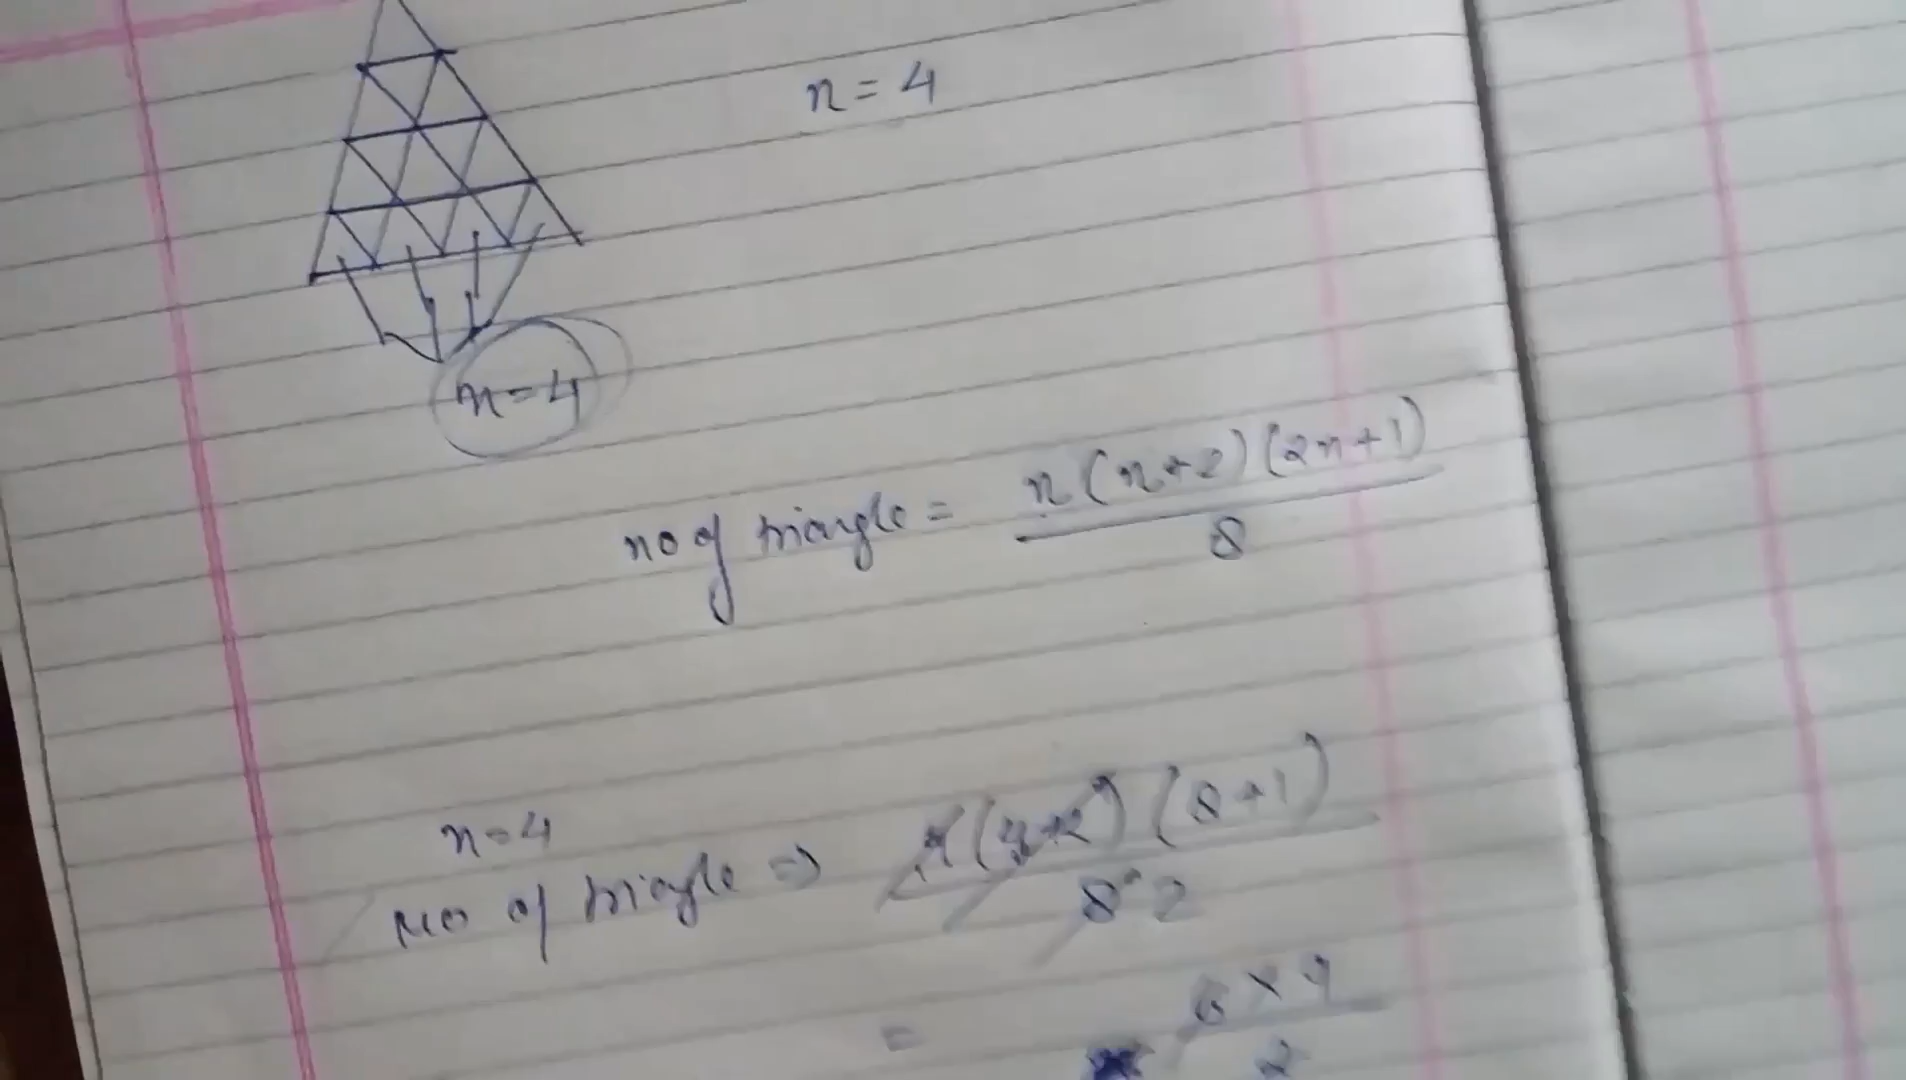 n = 4
n = 4
no of triangle = n(n+2)(2n+1)
8
n = 4
No of triangle => 4(4+2)(8+1)
8 2
= 6 × 9
2